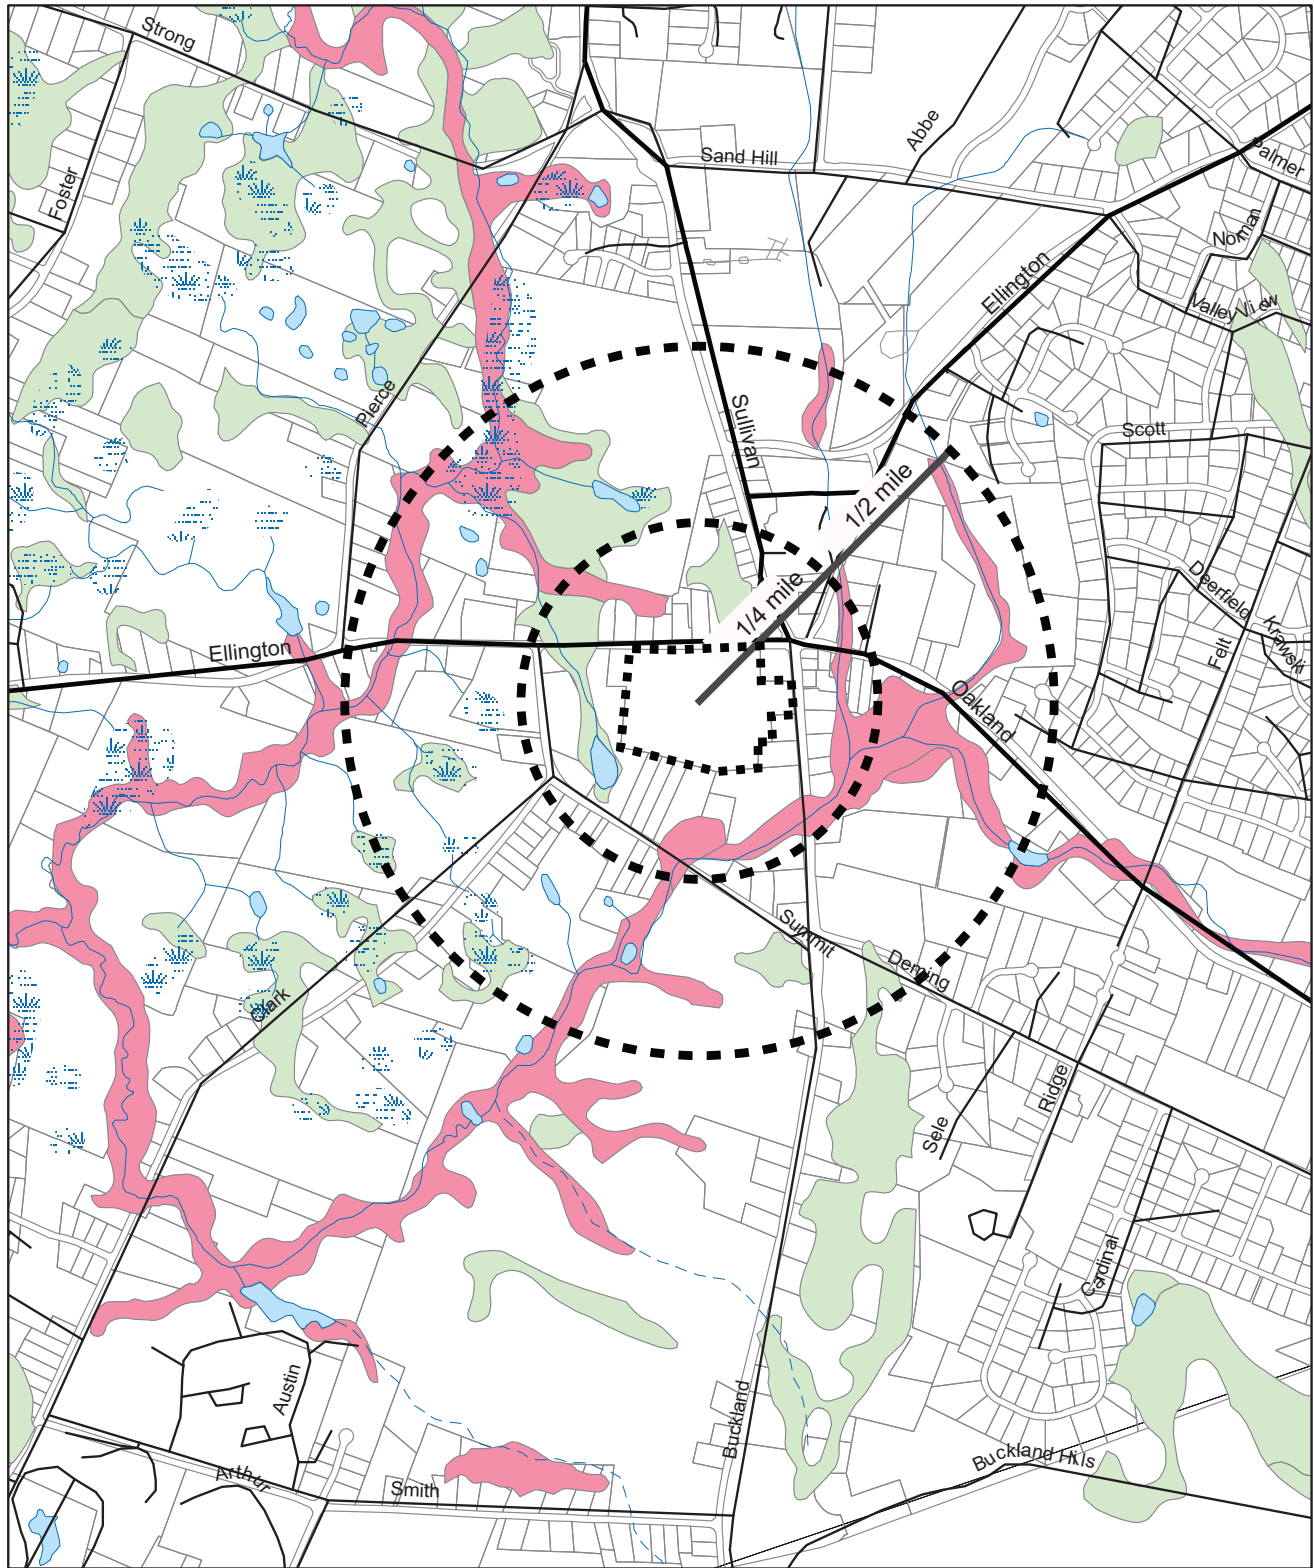 Strong
Abbe
Sand Hill
Palmer
Foster
Norman
Ellington
Valley View
Pierce
Sullivan
Scott
1/2 mile
Deerfield
1/4 mile
Krawski
Felt
Ellington
Oakland
Summit
Deming
Clark
Ridge
Sele
Cardinal
Austin
Buckland
Buckland Hills
Arthur
Smith